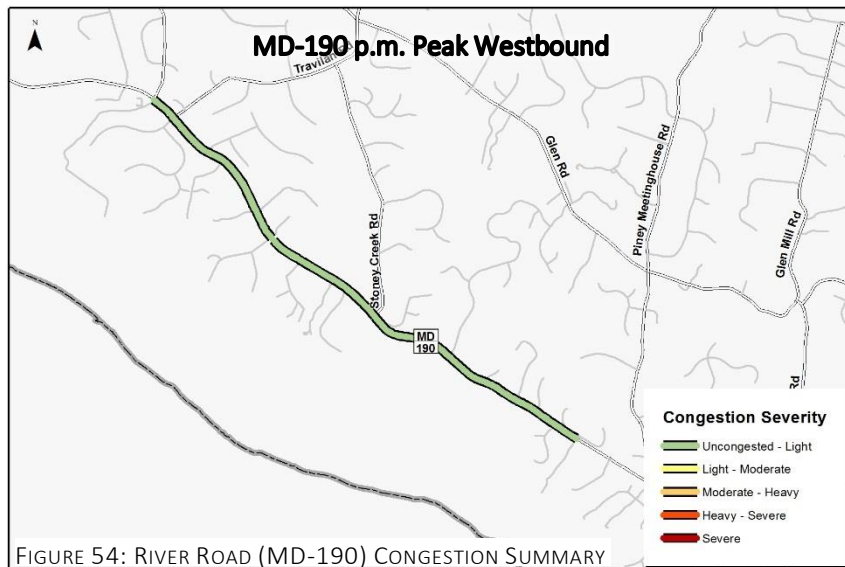 N
MD-190 p.m. Peak Westbound
Glen Rd
Piney Meetinghouse Rd
Glen Mill Rd
Stoney Creek Rd
MD
190
Rd
Congestion Severity
Uncongested - Light
Light - Moderate
Moderate - Heavy
Heavy - Severe
Severe
FIGURE 54: RIVER ROAD (MD-190) CONGESTION SUMMARY